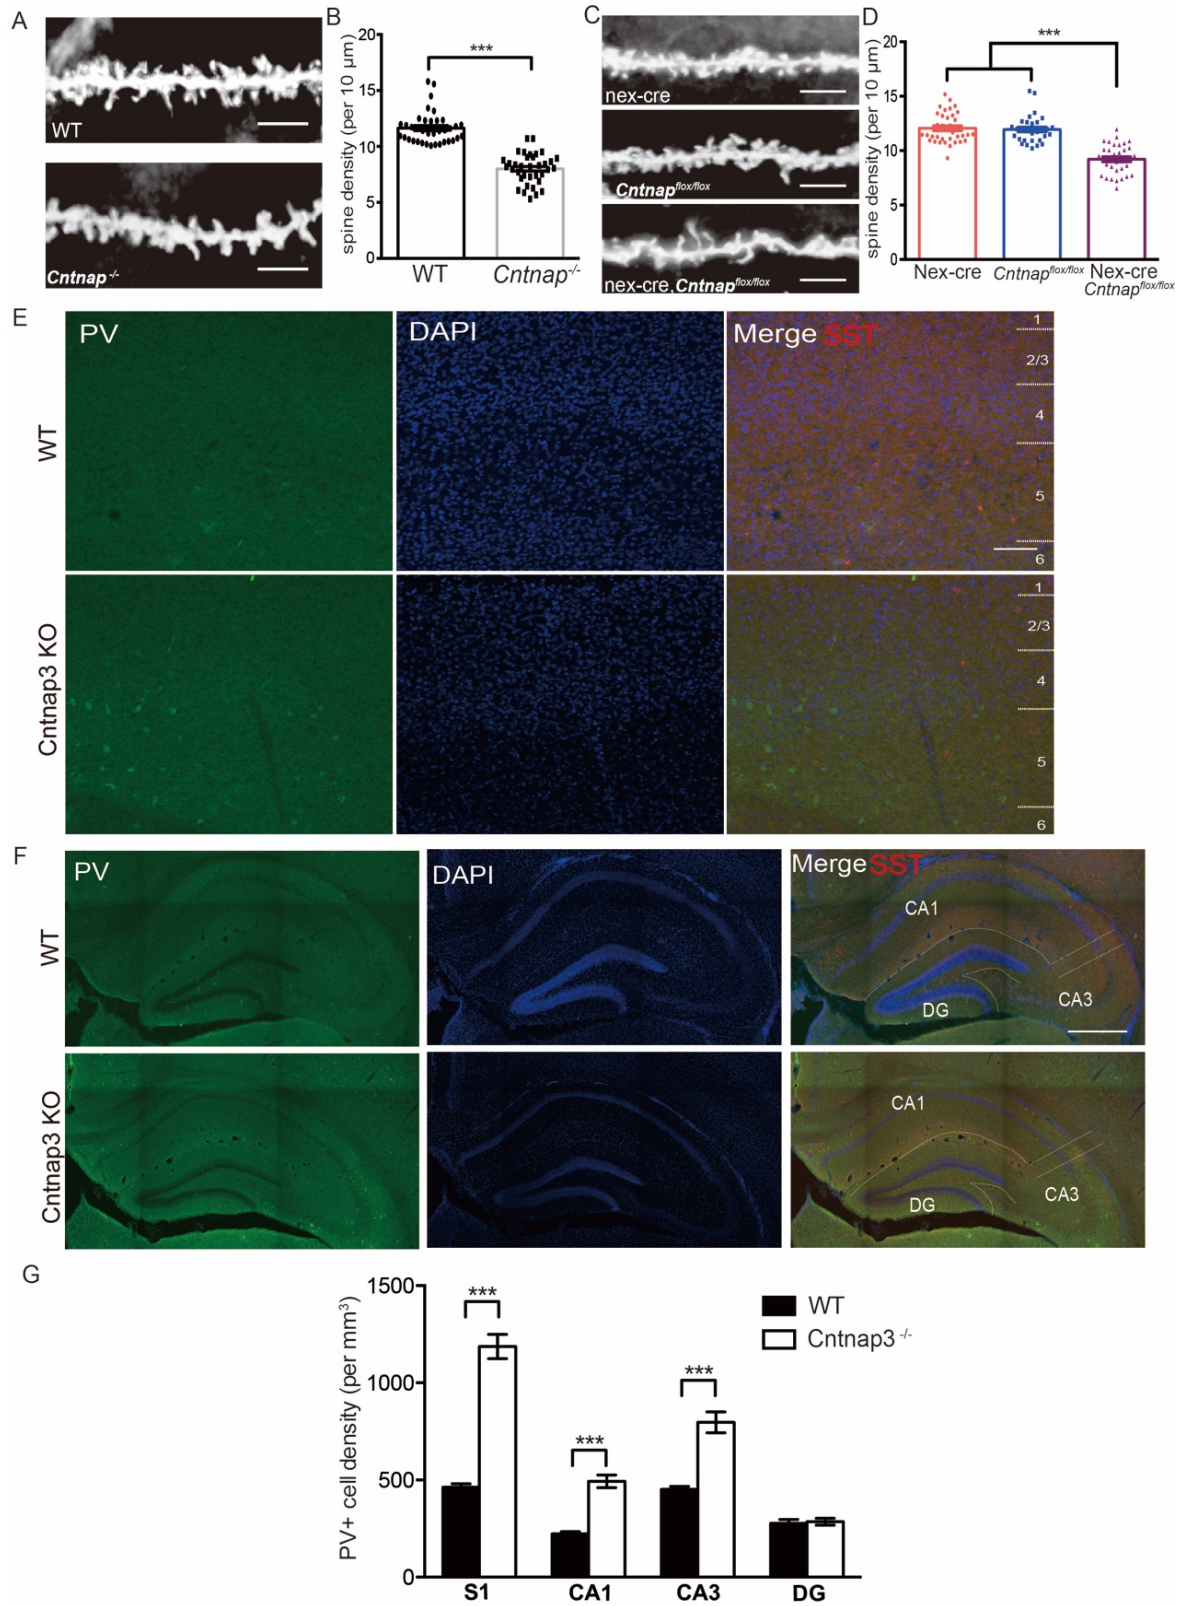 A
WT
Cntnap -/-
B
spine density (per 10 μm)
20
15
10
5
0
***
WT
Cntnap-/-
C
nex-cre
Cntnapflox/flox
nex-cre,Cntnapflox/flox
D
spine density (per 10 μm)
20
15
10
5
0
***
Nex-cre
Cntnapflox/flox
Nex-cre
Cntnapflox/flox
E
PV
DAPI
Merge SST
WT
1
2/3
4
5
6
Cntnap3 KO
1
2/3
4
5
6
F
PV
DAPI
Merge SST
WT
CA1
CA3
DG
Cntnap3 KO
CA1
CA3
DG
G
PV+ cell density (per mm3)
1500
1000
500
0
***
***
***
WT
Cntnap3 -/-
S1
CA1
CA3
DG